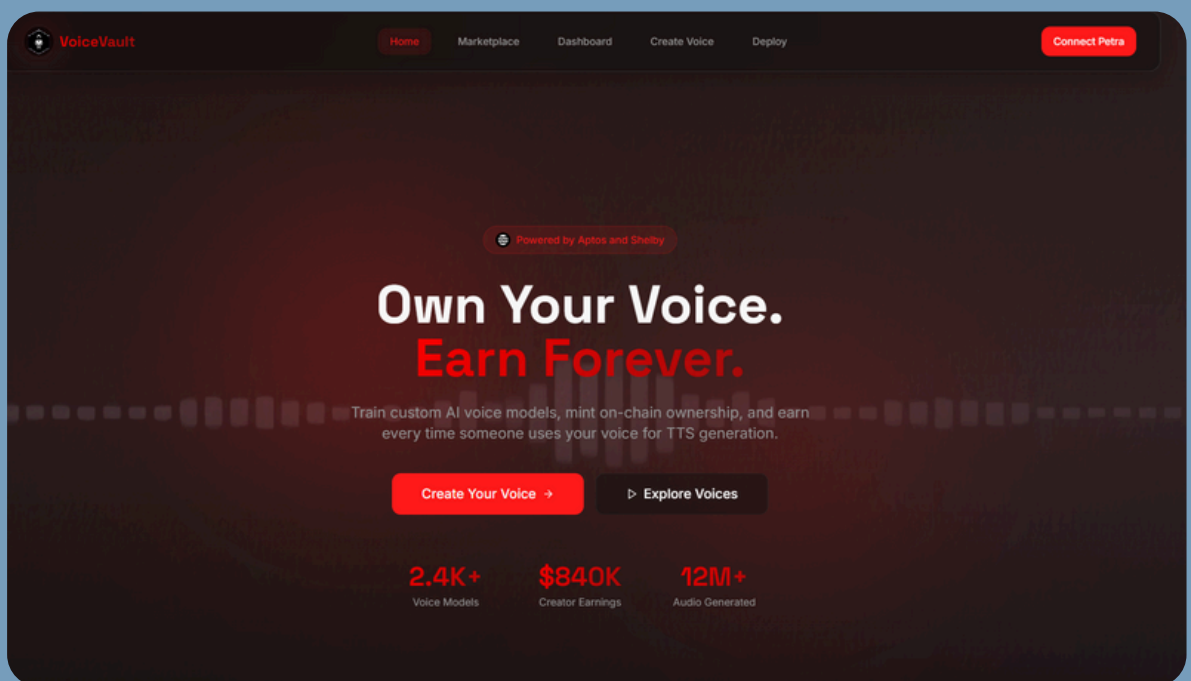 VoiceVault
Home
Marketplace
Dashboard
Create Voice
Deploy
Connect Petra
Powered by Aptos and Shelby
Own Your Voice.
Earn Forever.
Train custom AI voice models, mint on-chain ownership, and earn
every time someone uses your voice for TTS generation.
Create Your Voice →
Explore Voices
2.4K+
Voice Models
$840K
Creator Earnings
12M+
Audio Generated